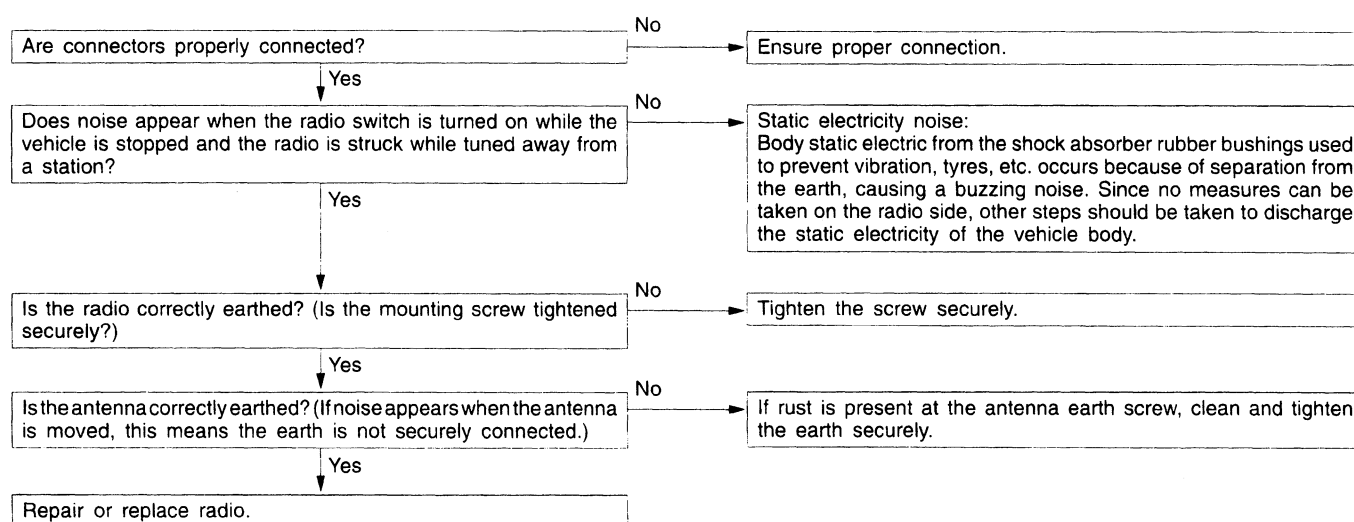 No
Are connectors properly connected?
Ensure proper connection.
Yes
No
Does noise appear when the radio switch is turned on while the
vehicle is stopped and the radio is struck while tuned away from
a station?
Static electricity noise:
Body static electric from the shock absorber rubber bushings used
to prevent vibration, tyres, etc. occurs because of separation from
the earth, causing a buzzing noise. Since no measures can be
taken on the radio side, other steps should be taken to discharge
the static electricity of the vehicle body.
Yes
No
Is the radio correctly earthed? (Is the mounting screw tightened
securely?)
Tighten the screw securely.
Yes
No
Is the antenna correctly earthed? (If noise appears when the antenna
is moved, this means the earth is not securely connected.)
If rust is present at the antenna earth screw, clean and tighten
the earth securely.
Yes
Repair or replace radio.